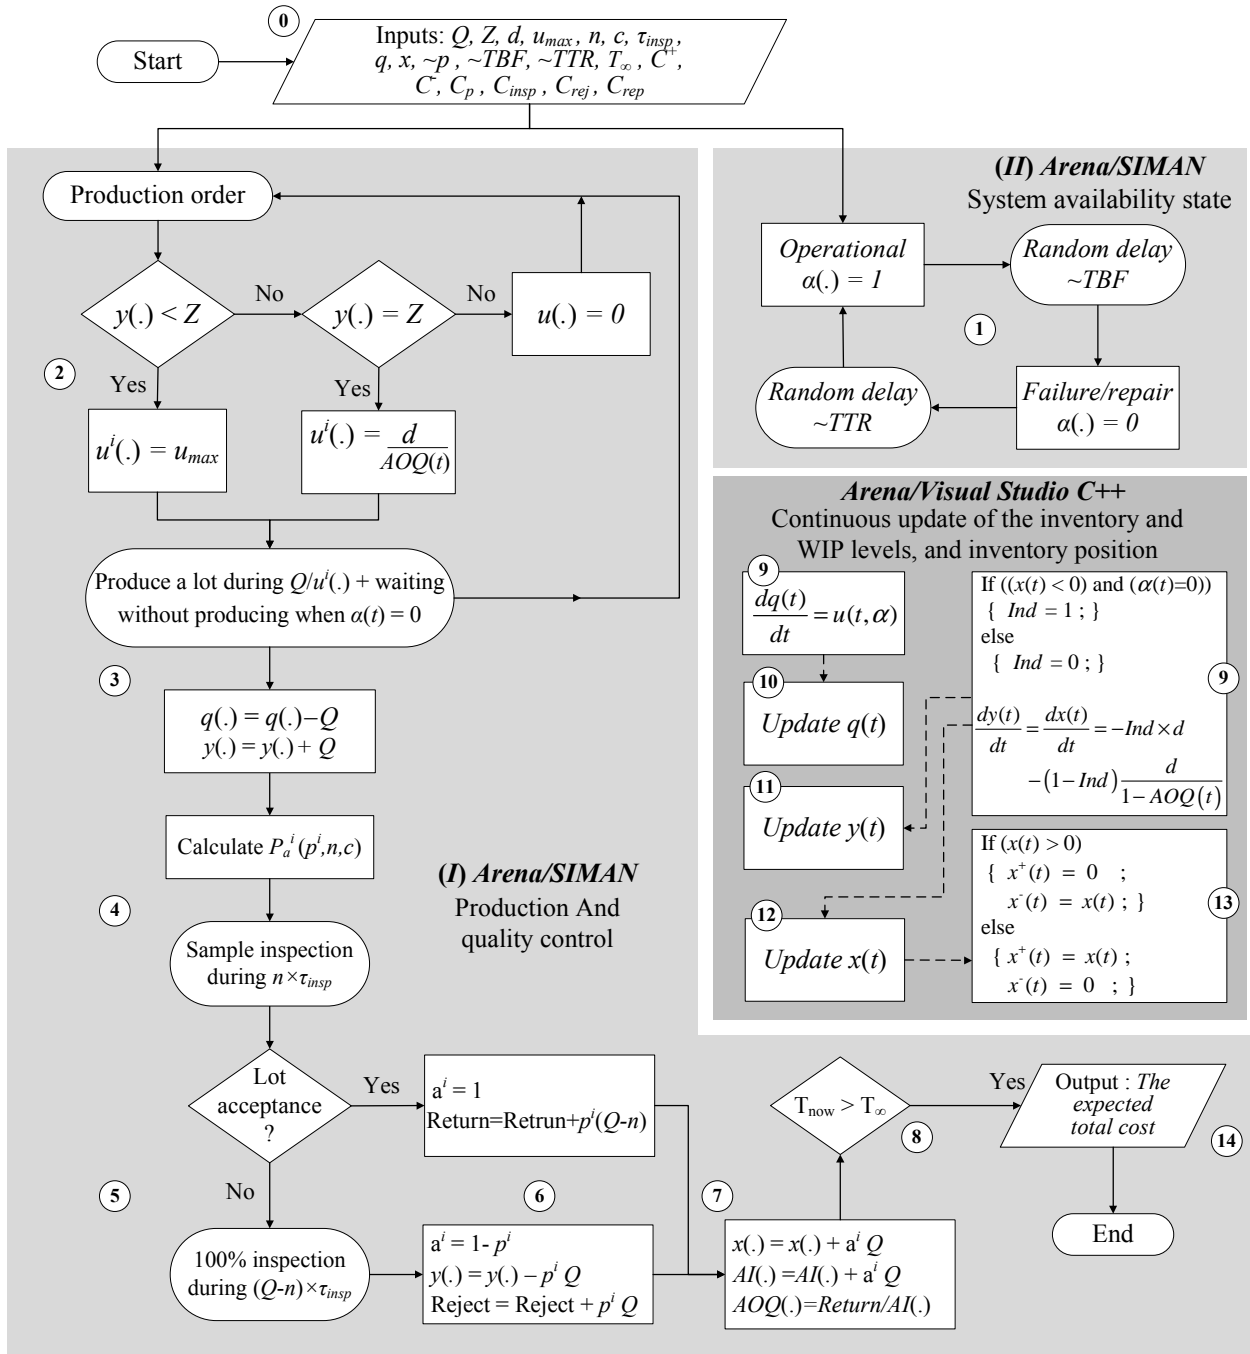 0
Start
Inputs: Q, Z, d, u_max, n, c, τ_insp,
q, x, ~p, ~TBF, ~TTR, T_∞, C^+,
C^-, C_p, C_insp, C_rej, C_rep
Production order
y(.) < Z
No
y(.) = Z
No
u(.) = 0
2
Yes
Yes
u^i(.) = u_max
u^i(.) = d / AOQ(t)
Produce a lot during Q/u^i(.) + waiting
without producing when α(t) = 0
3
q(.) = q(.)–Q
y(.) = y(.)+ Q
Calculate P_a^i(p^i,n,c)
(I) Arena/SIMAN
Production And
quality control
4
Sample inspection
during n×τ_insp
Lot
acceptance
?
Yes
a^i = 1
Return=Retrun+p^i(Q-n)
No
5
6
7
100% inspection
during (Q-n)×τ_insp
a^i = 1- p^i
y(.) = y(.) – p^i Q
Reject = Reject + p^i Q
x(.) = x(.) + a^i Q
AI(.) =AI(.) + a^i Q
AOQ(.)=Return/AI(.)
T_now > T_∞
8
Yes
Output : The
expected
total cost
14
End
(II) Arena/SIMAN
System availability state
Operational
α(.) = 1
Random delay
~TBF
1
Random delay
~TTR
Failure/repair
α(.) = 0
Arena/Visual Studio C++
Continuous update of the inventory and
WIP levels, and inventory position
9
dq(t)/dt = u(t,α)
10
Update q(t)
11
Update y(t)
12
Update x(t)
If ((x(t) < 0) and (α(t)=0))
{ Ind = 1 ; }
else
{ Ind = 0 ; }
9
dy(t)/dt = dx(t)/dt = –Ind × d
–(1–Ind) d / 1– AOQ(t)
If (x(t) > 0)
{ x^+(t) = 0 ;
x^-(t) = x(t) ; }
13
else
{ x^+(t) = x(t) ;
x^-(t) = 0 ; }